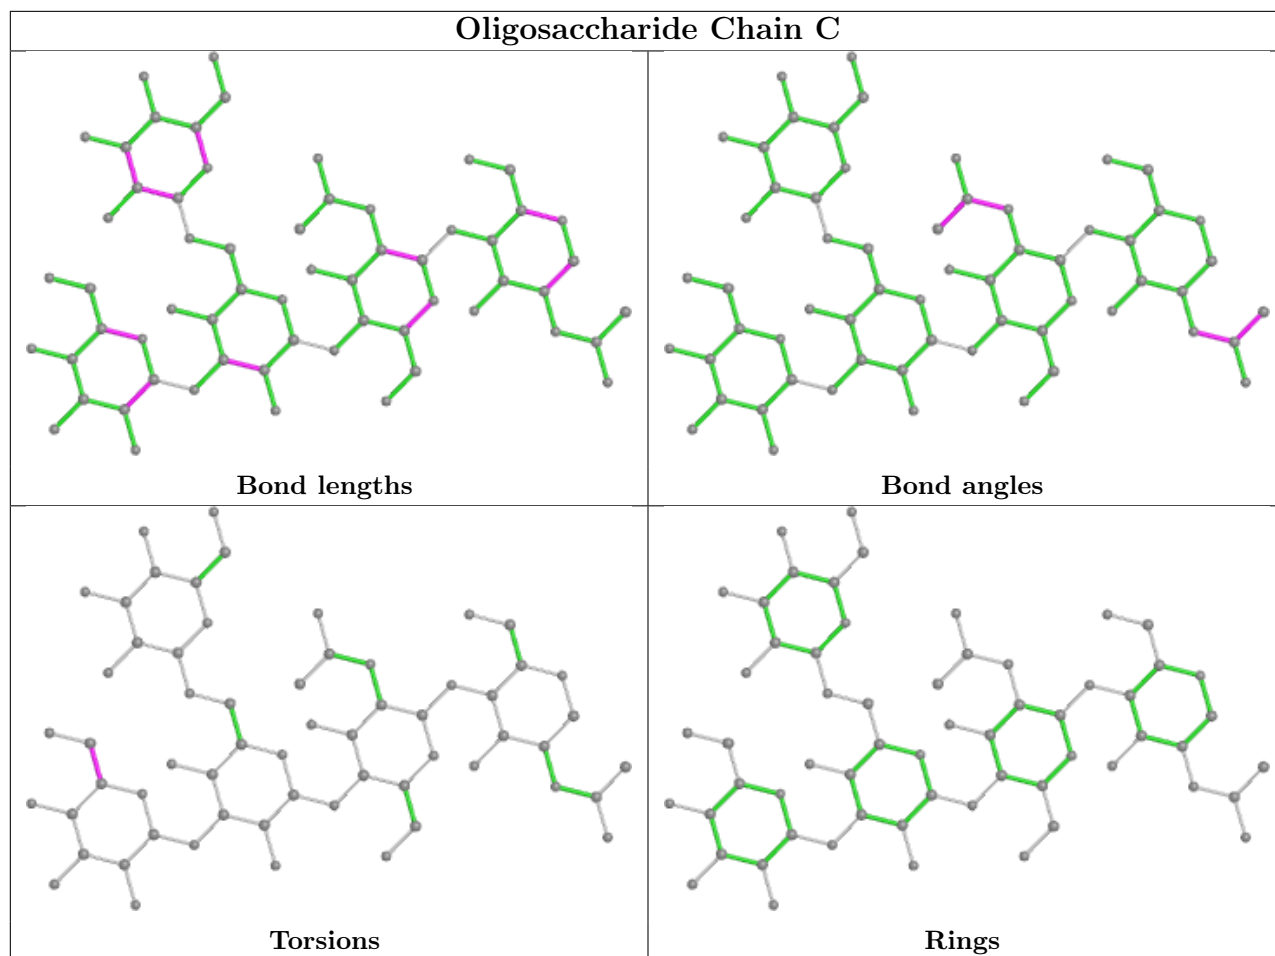 Oligosaccharide Chain C
Bond lengths
Bond angles
Torsions
Rings